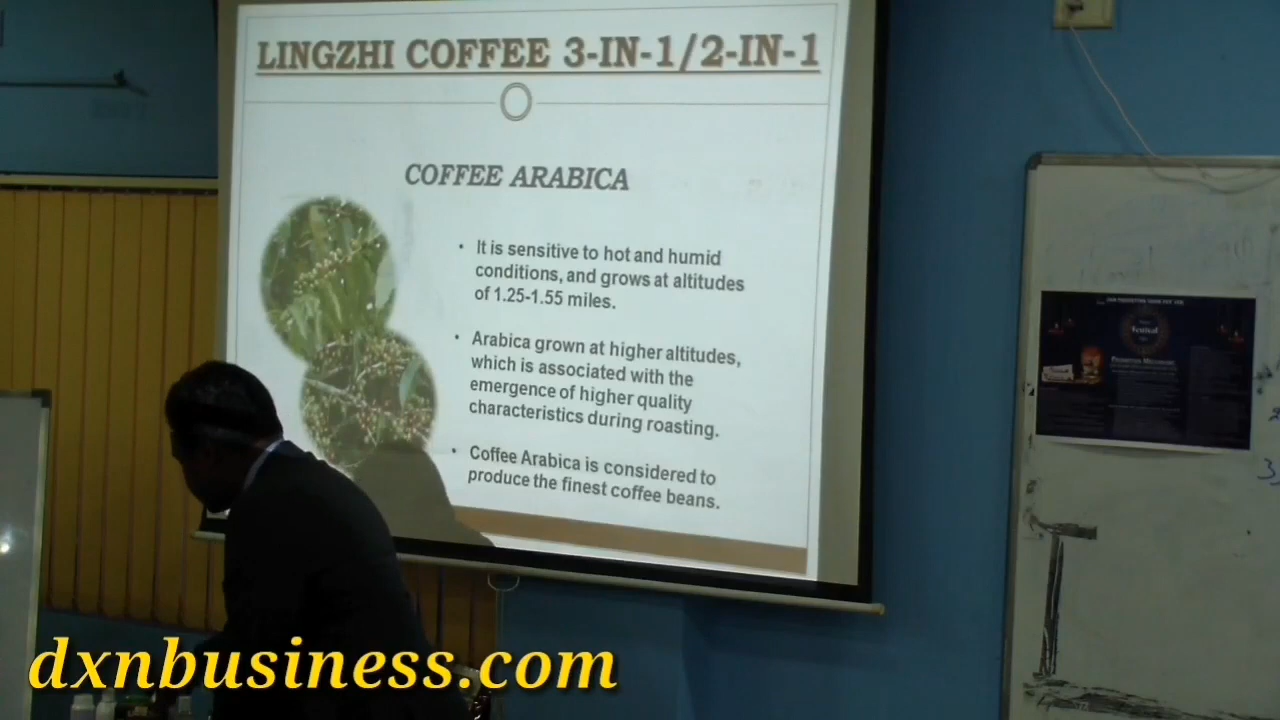 LINGZHI COFFEE 3-IN-1/2-IN-1
COFFEE ARABICA
• It is sensitive to hot and humid
conditions, and grows at altitudes
of 1.25-1.55 miles.
• Arabica grown at higher altitudes,
which is associated with the
emergence of higher quality
characteristics during roasting.
• Coffee Arabica is considered to
produce the finest coffee beans.
Festival
dxnbusiness.com